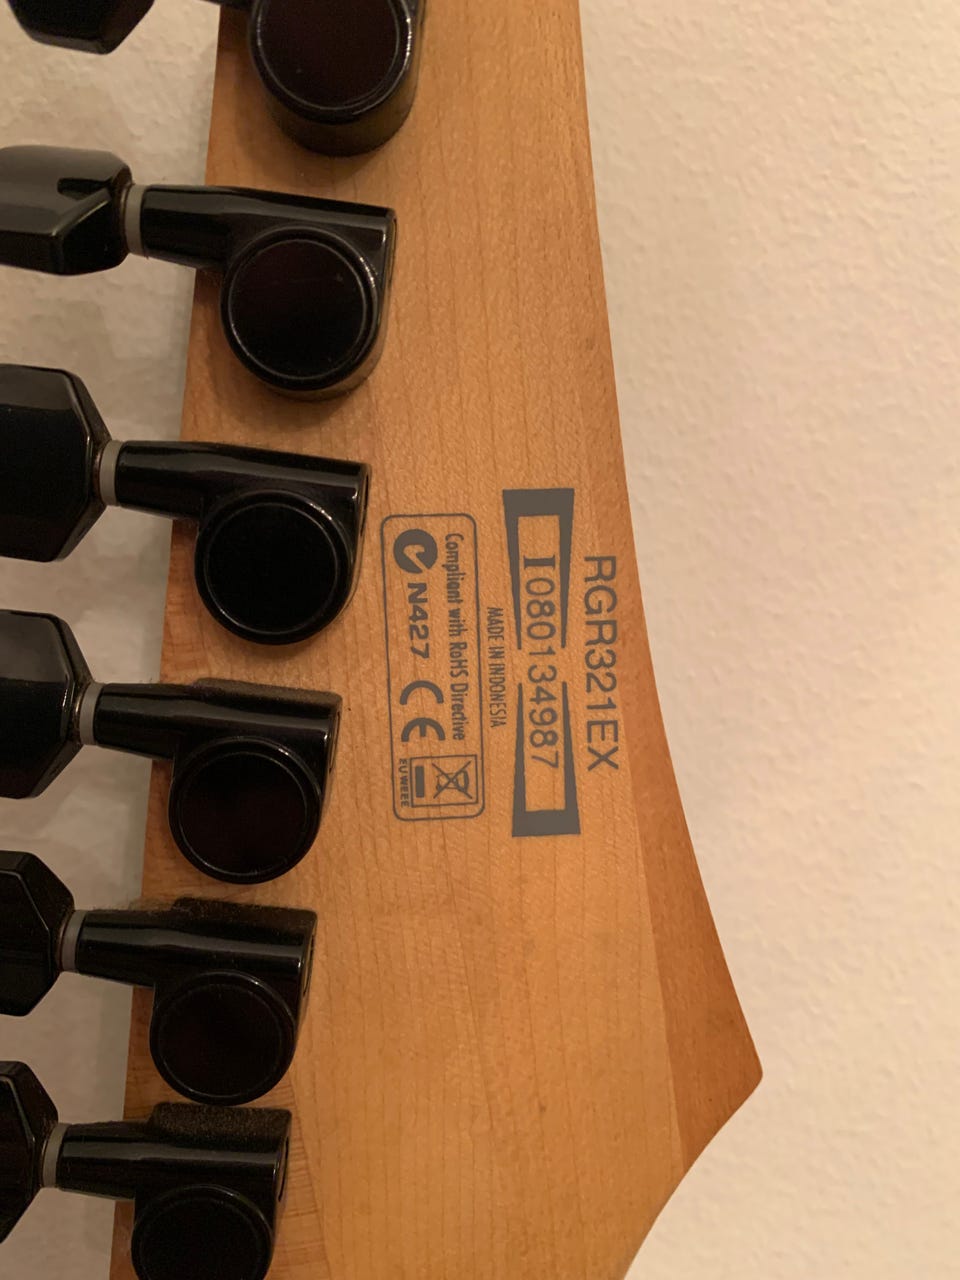 RGR321EX
I080134987
MADE IN INDONESIA
Compliant with RoHS Directive
N427 CE
EU WEEE